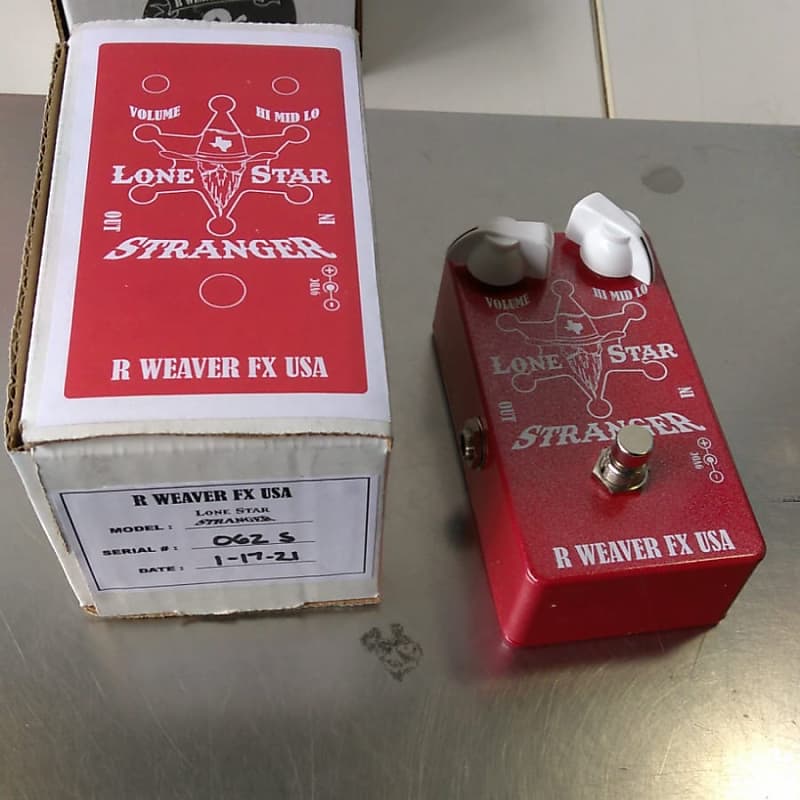 R WEAVER
VOLUME HI MID LO
LONE STAR
OUT IN
STRANGER
9VDC
R WEAVER FX USA
R WEAVER FX USA
MODEL : LONE STAR
STRANGER
SERIAL # : 062 S
DATE : 1-17-21
VOLUME HI MID LO
LONE STAR
OUT IN
STRANGER
9VDC
R WEAVER FX USA